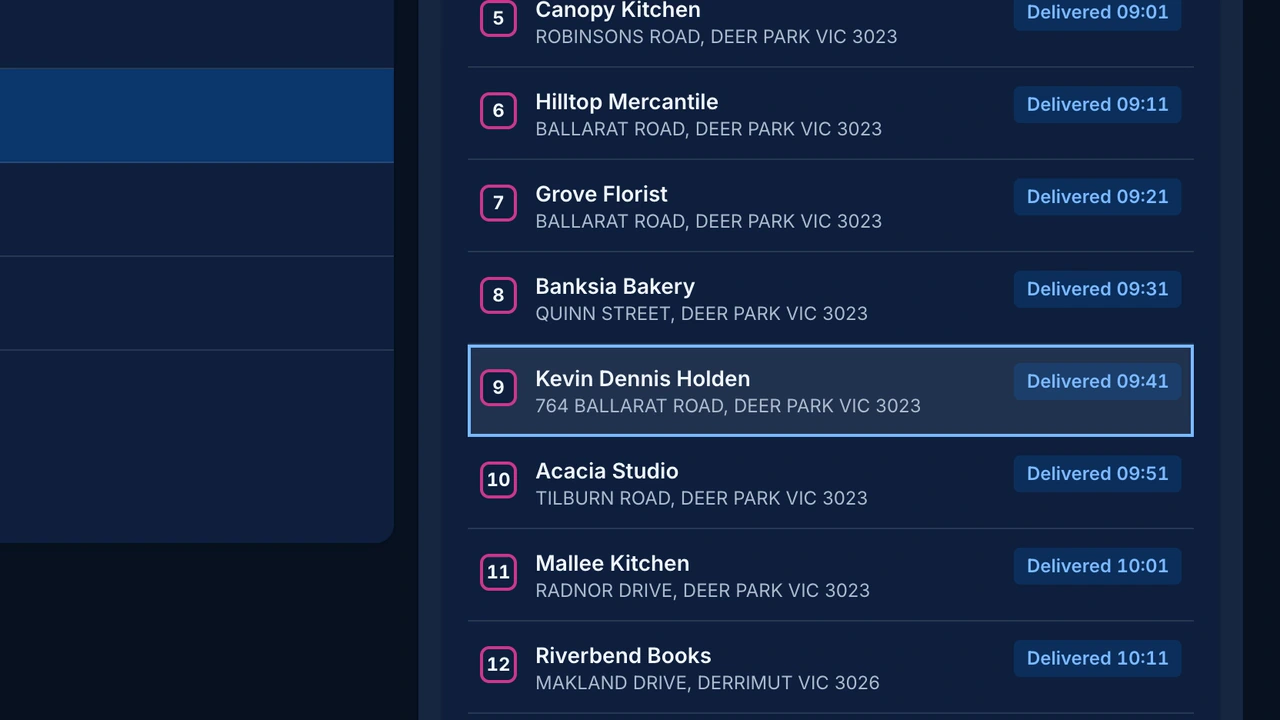 5
Canopy Kitchen
Delivered 09:01
ROBINSONS ROAD, DEER PARK VIC 3023
6
Hilltop Mercantile
Delivered 09:11
BALLARAT ROAD, DEER PARK VIC 3023
7
Grove Florist
Delivered 09:21
BALLARAT ROAD, DEER PARK VIC 3023
8
Banksia Bakery
Delivered 09:31
QUINN STREET, DEER PARK VIC 3023
9
Kevin Dennis Holden
Delivered 09:41
764 BALLARAT ROAD, DEER PARK VIC 3023
10
Acacia Studio
Delivered 09:51
TILBURN ROAD, DEER PARK VIC 3023
11
Mallee Kitchen
Delivered 10:01
RADNOR DRIVE, DEER PARK VIC 3023
12
Riverbend Books
Delivered 10:11
MAKLAND DRIVE, DERRIMUT VIC 3026